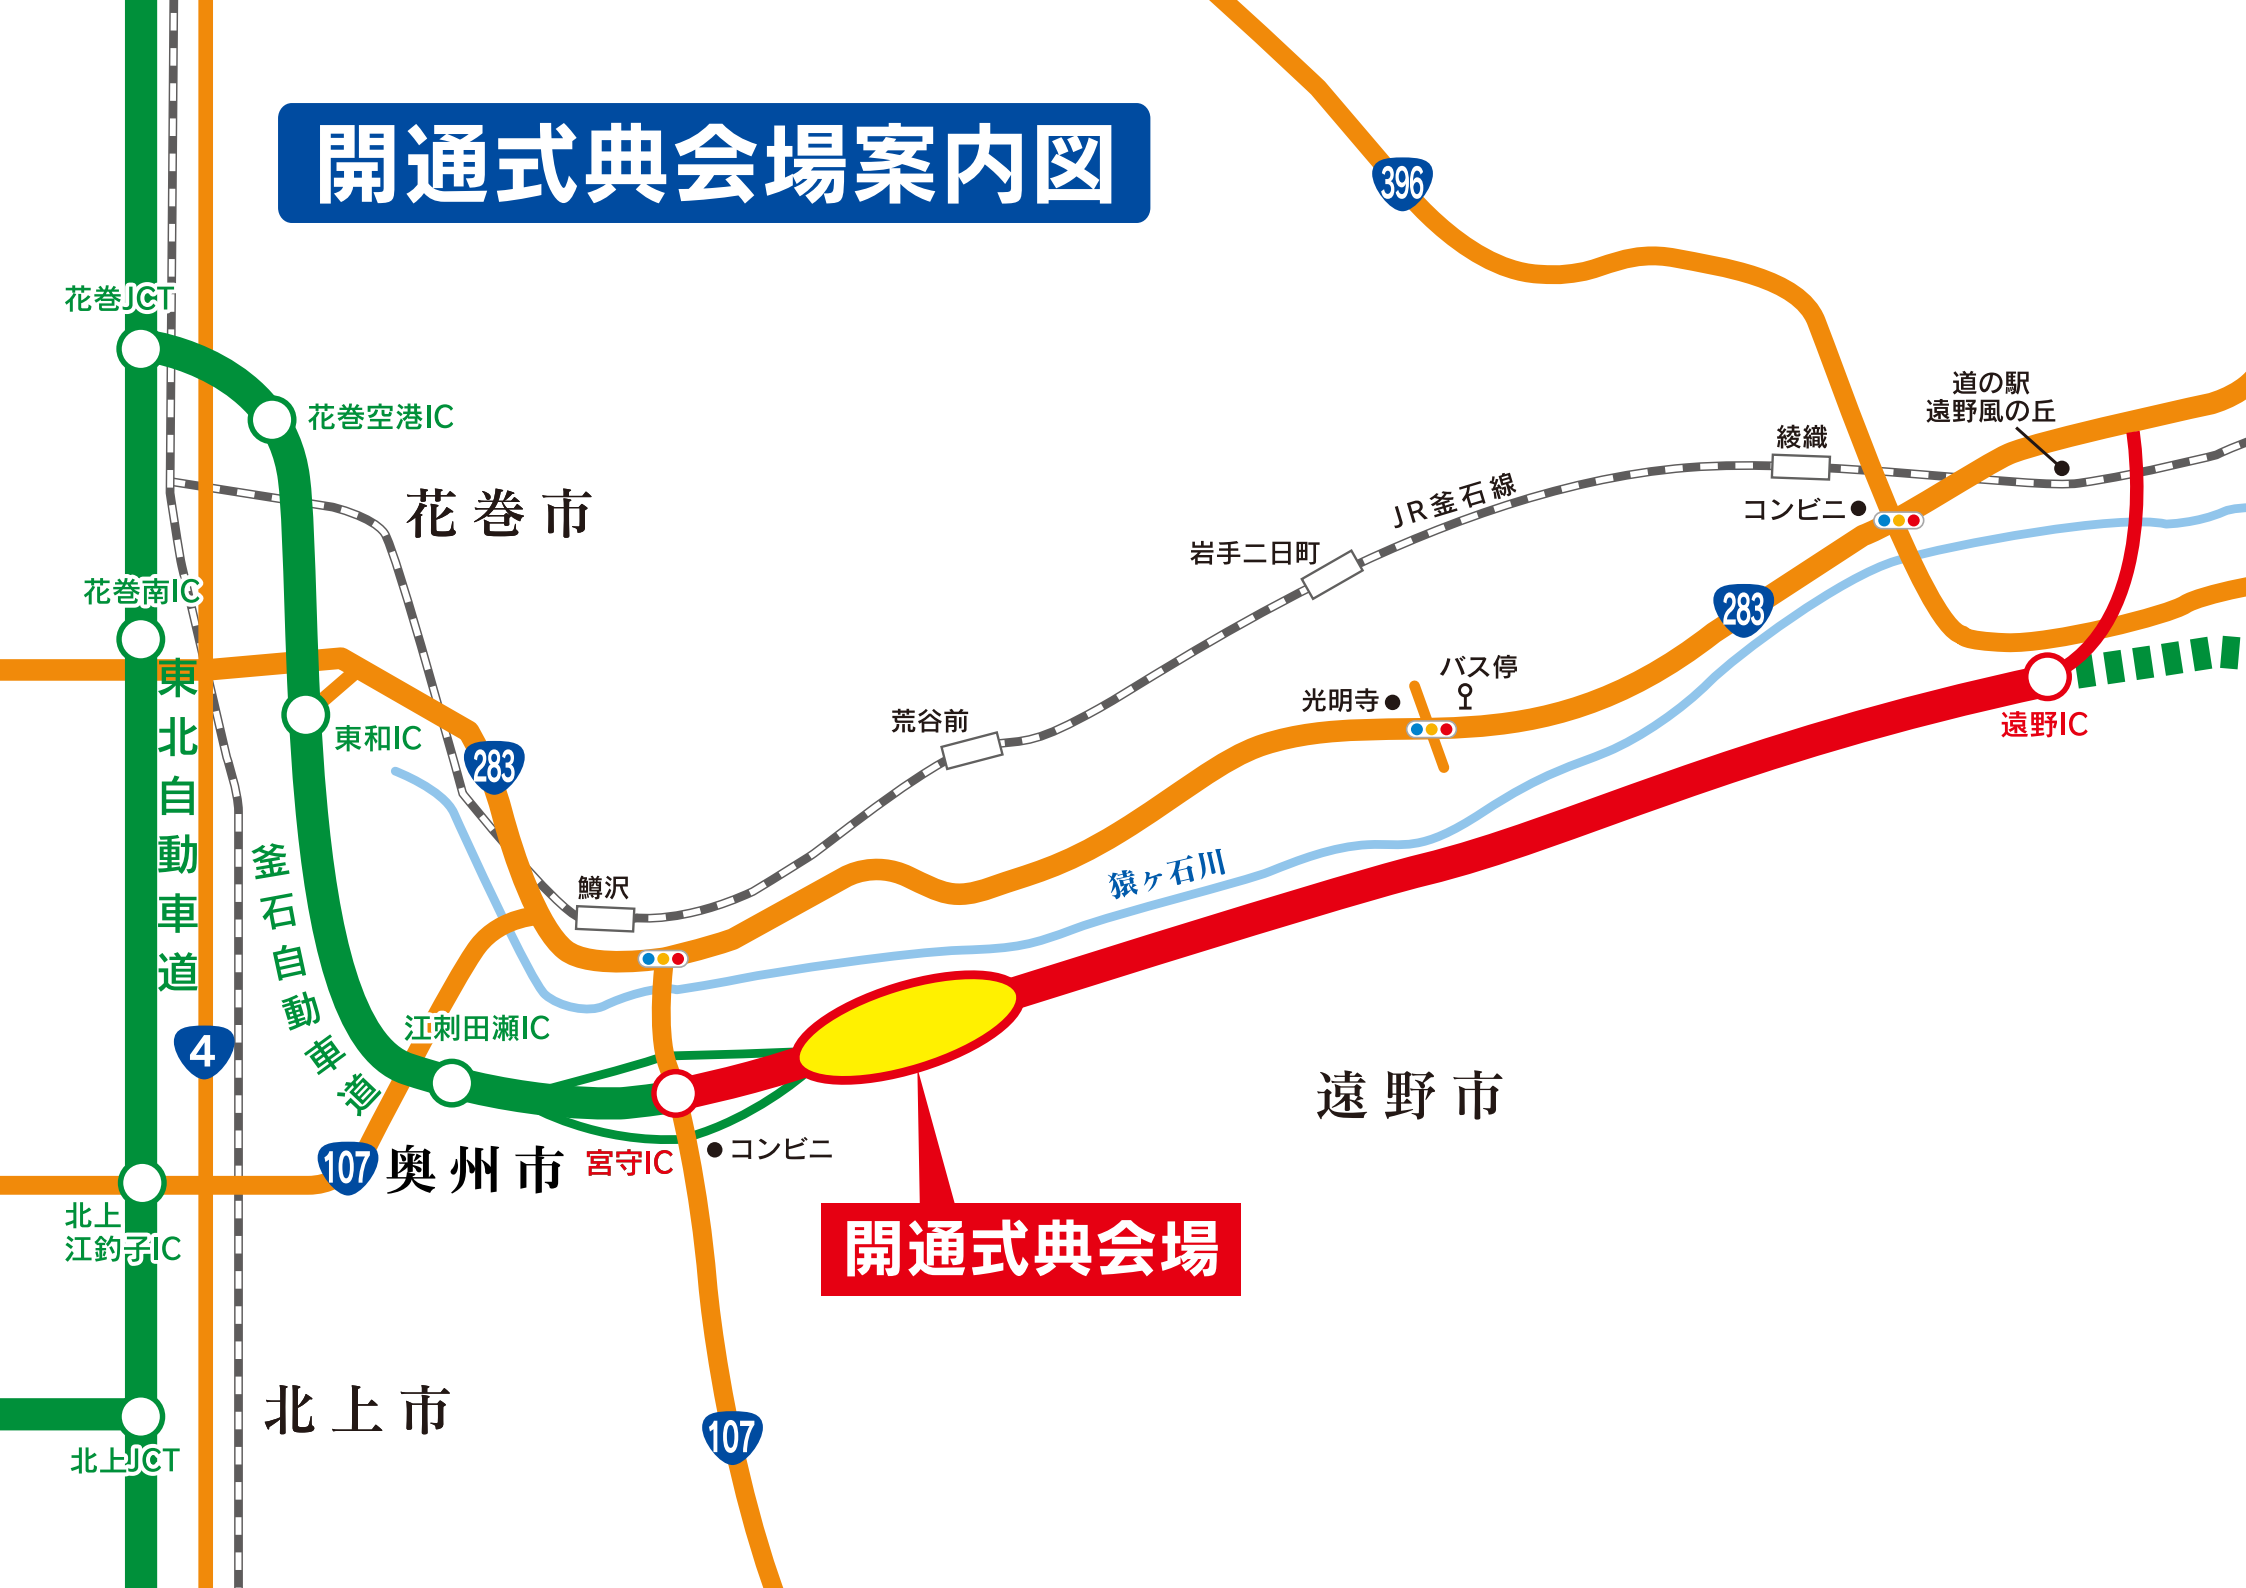 開通式典会場案内図
396
花巻JCT
花巻空港IC
道の駅
遠野風の丘
綾織
コンビニ
JR釜石線
花巻市
岩手二日町
花巻南IC
283
バス停
光明寺
遠野IC
荒谷前
東和IC
283
東北自動車道
釜石自動車道
鱒沢
猿ヶ石川
4
江刺田瀬IC
遠野市
107
奥州市
宮守IC
コンビニ
北上
江釣子IC
開通式典会場
北上市
107
北上JCT